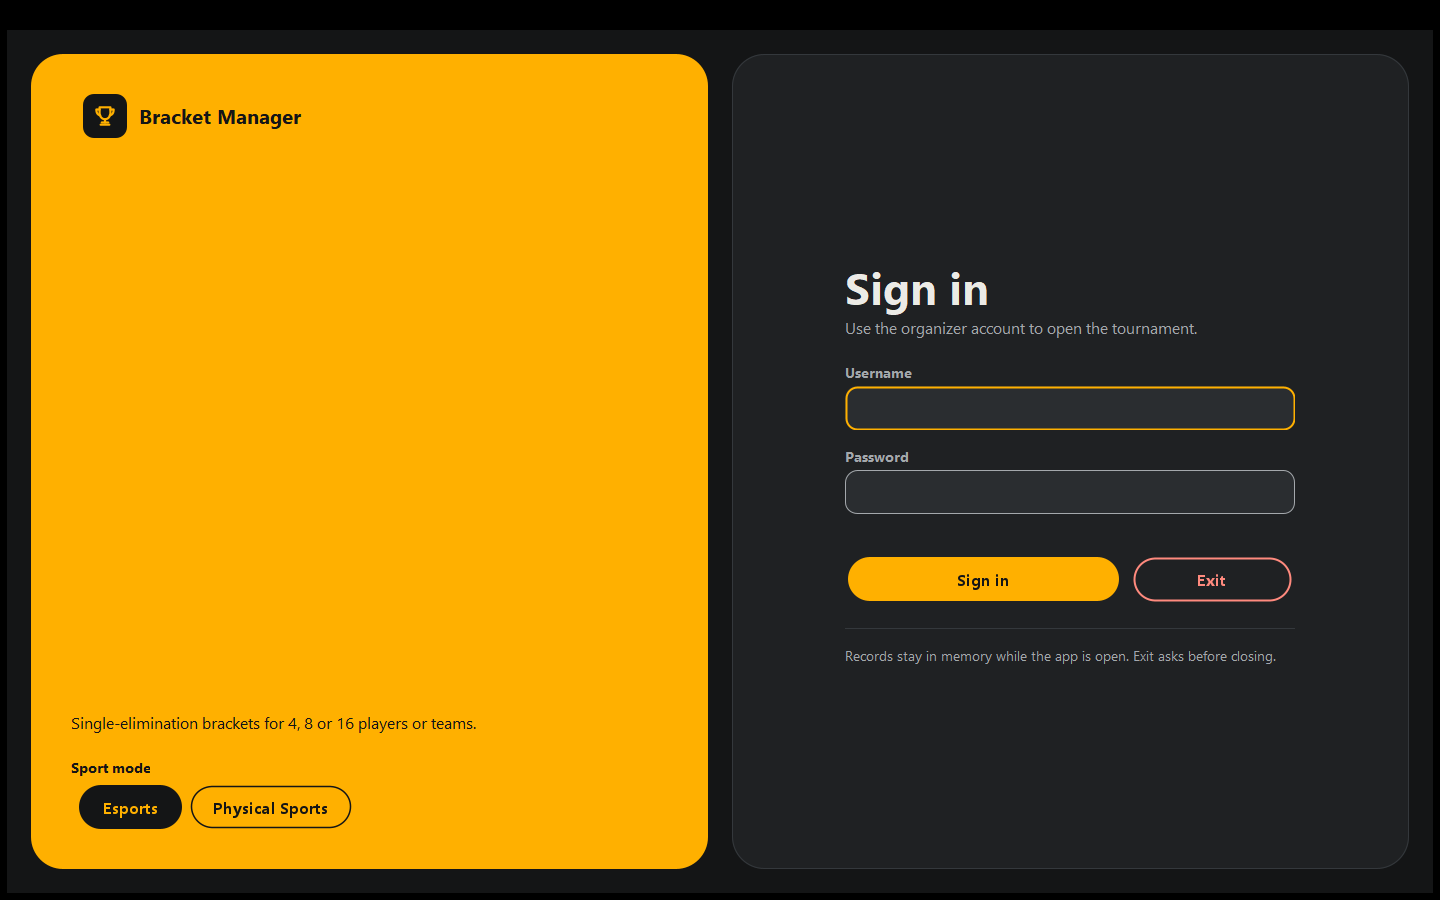 Bracket Manager
Single-elimination brackets for 4, 8 or 16 players or teams.
Sport mode
Esports
Physical Sports
Sign in
Use the organizer account to open the tournament.
Username
Password
Sign in
Exit
Records stay in memory while the app is open. Exit asks before closing.